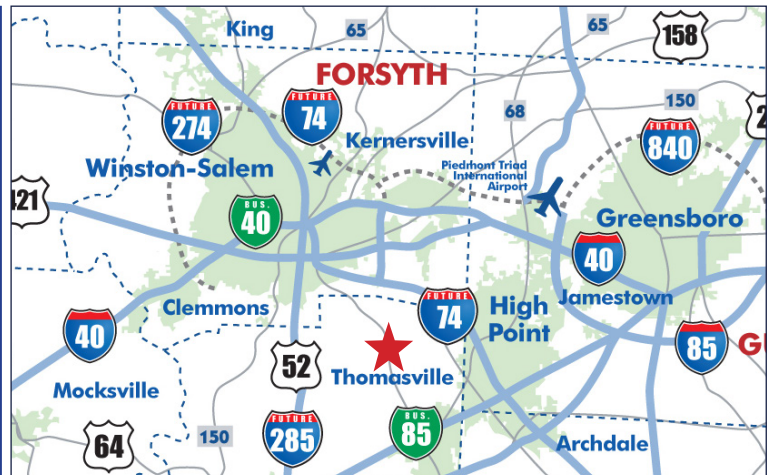 King
65
65
158
FORSYTH
FUTURE
74
FUTURE
274
68
150
Kernersville
FUTURE
840
Winston-Salem
Piedmont Triad
International
Airport
421
BUS.
40
Greensboro
40
Clemmons
FUTURE
74
High
Point
Jamestown
40
85
52
Thomasville
Mocksville
64
150
FUTURE
285
BUS.
85
Archdale